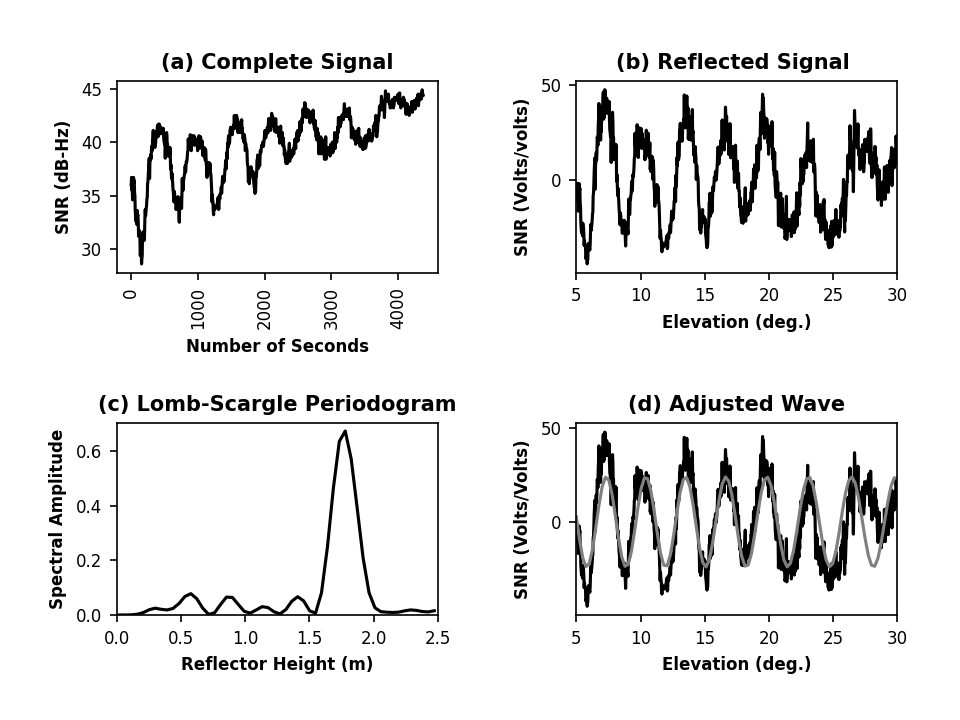 (a) Complete Signal
SNR (dB-Hz)
45
40
35
30
0
1000
2000
3000
4000
Number of Seconds
(b) Reflected Signal
SNR (Volts/volts)
50
0
5
10
15
20
25
30
Elevation (deg.)
(c) Lomb-Scargle Periodogram
Spectral Amplitude
0.6
0.4
0.2
0.0
0.0
0.5
1.0
1.5
2.0
2.5
Reflector Height (m)
(d) Adjusted Wave
SNR (Volts/Volts)
50
0
5
10
15
20
25
30
Elevation (deg.)